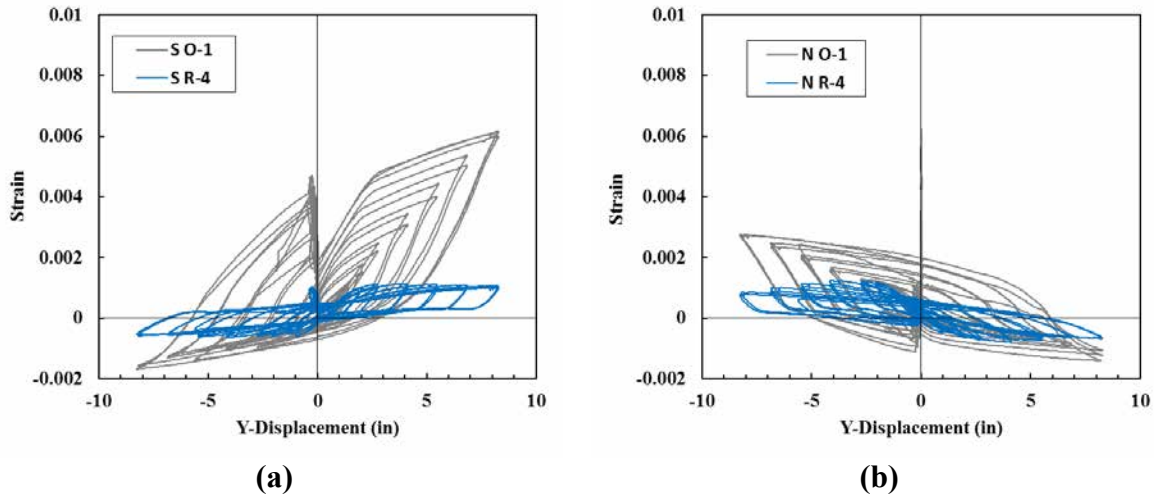 0.01
S O-1
S R-4
0.008
0.006
0.004
0.002
0
-0.002
Strain
-10
-5
0
5
10
Y-Displacement (in)
(a)
0.01
N O-1
N R-4
0.008
0.006
0.004
0.002
0
-0.002
Strain
-10
-5
0
5
10
Y-Displacement (in)
(b)